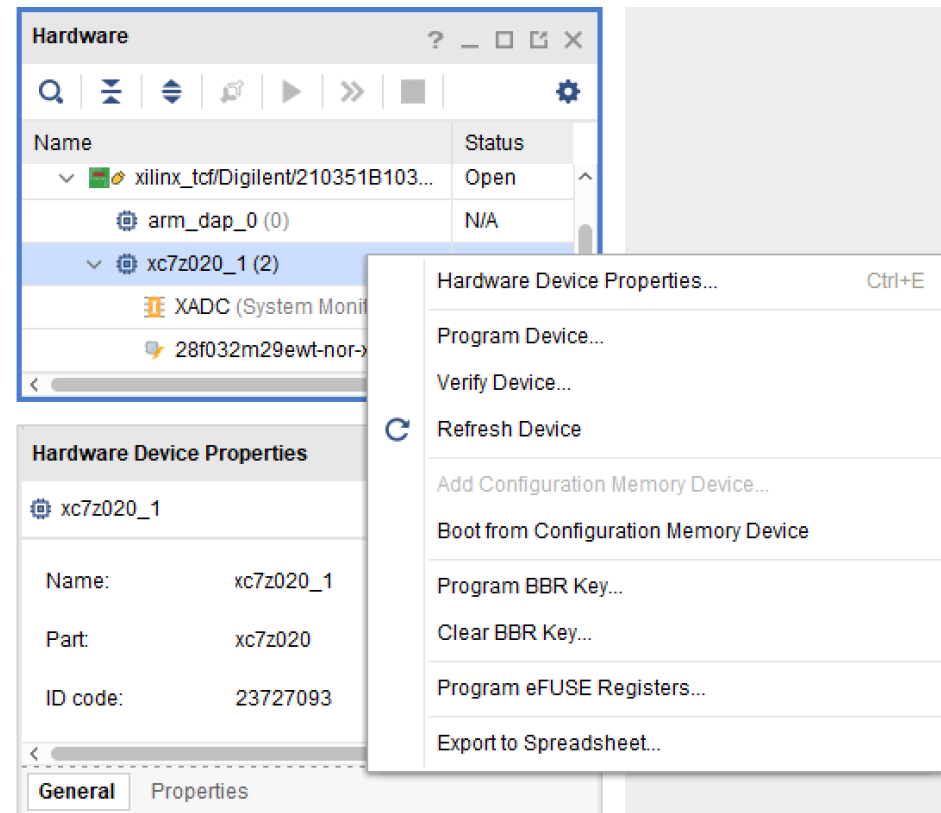 Hardware
Name Status
xilinx_tcf/Digilent/210351B103... Open
arm_dap_0 (0) N/A
xc7z020_1 (2)
XADC (System Monit
28f032m29ewt-nor-x
Hardware Device Properties... Ctrl+E
Program Device...
Verify Device...
Refresh Device
Add Configuration Memory Device...
Boot from Configuration Memory Device
Program BBR Key...
Clear BBR Key...
Program eFUSE Registers...
Export to Spreadsheet...
Hardware Device Properties
xc7z020_1
Name: xc7z020_1
Part: xc7z020
ID code: 23727093
General Properties